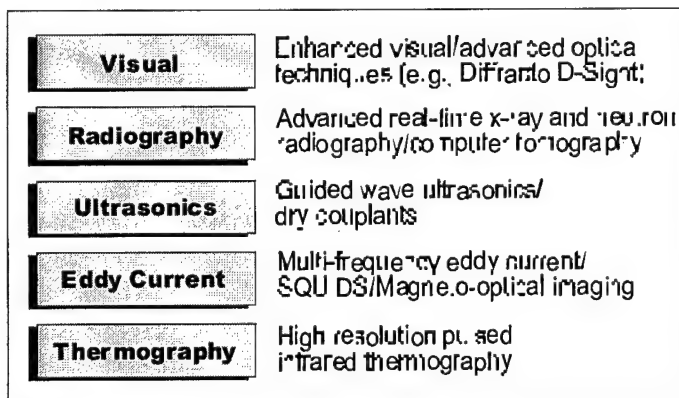 Visual
Enhanced visual/advanced optical
techniques (e.g., Diffracto D-Sight)
Radiography
Advanced real-time x-ray and neutron
radiography/computer tomography
Ultrasonics
Guided wave ultrasonics/
dry couplants
Eddy Current
Multi-frequency eddy current/
SQUIDS/Magneto-optical imaging
Thermography
High resolution pulsed
infrared thermography